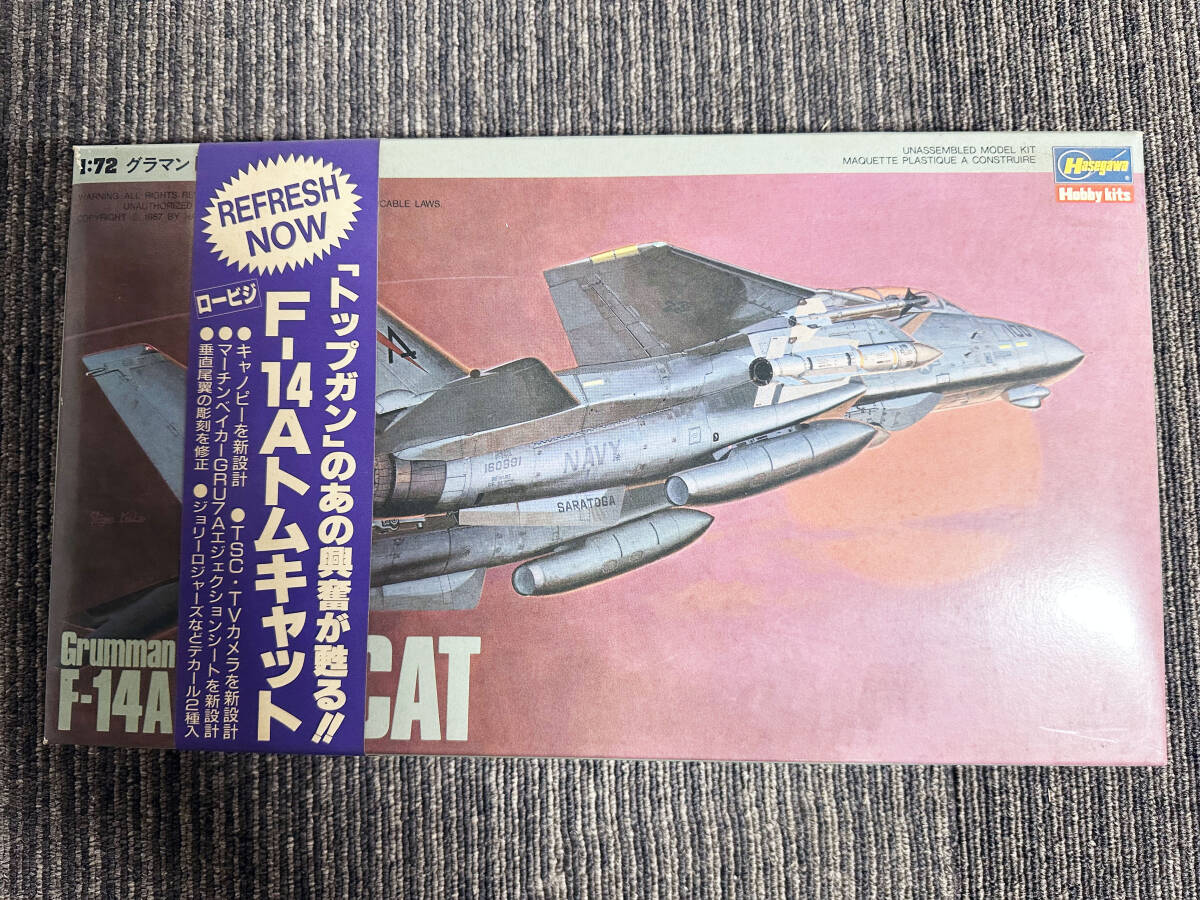 1:72 グラマン
UNASSEMBLED MODEL KIT
MAQUETTE PLASTIQUE A CONSTRUIRE
Hasegawa
Hobby kits
WARNING: ALL RIGHTS
UNAUTHORIZED
COPYRIGHT © 1987 BY
CABLE LAWS.
REFRESH
NOW
「トップガン」のあの興奮が甦る!!
ロービジ
F-14Aトムキャット
●キャノピーを新設計 ●TSC・TVカメラを新設計
●マーチンベイカーGRU7Aエジェクションシートを新設計
●垂直尾翼の彫刻を修正 ●ジョリーロジャーズなどデカール2種入
160391
NAVY
SARATOGA
Grumman
F-14A
CAT